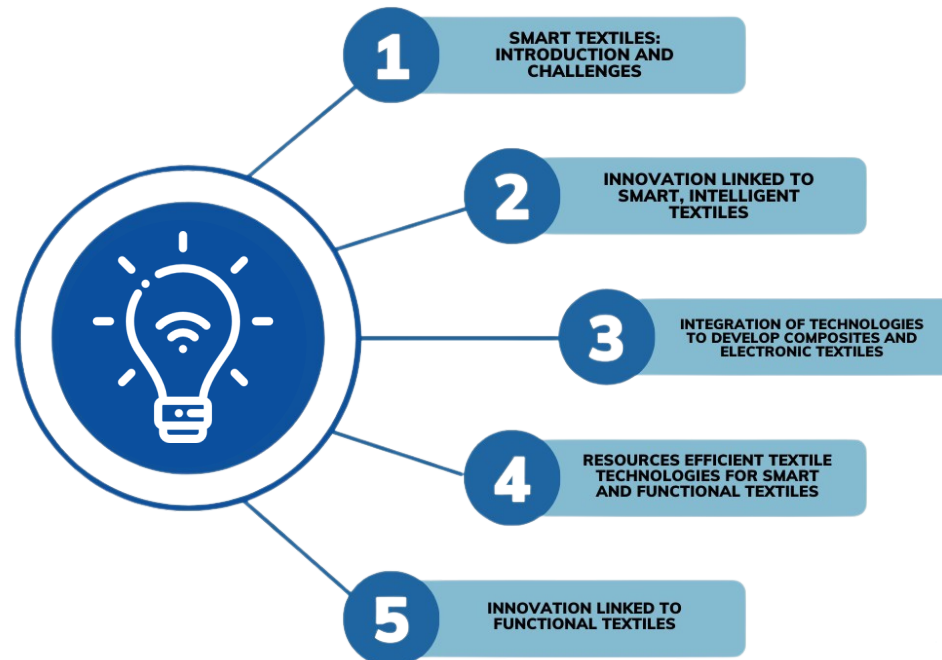 1
SMART TEXTILES:
INTRODUCTION AND
CHALLENGES
2
INNOVATION LINKED TO
SMART, INTELLIGENT
TEXTILES
3
INTEGRATION OF TECHNOLOGIES
TO DEVELOP COMPOSITES AND
ELECTRONIC TEXTILES
4
RESOURCES EFFICIENT TEXTILE
TECHNOLOGIES FOR SMART
AND FUNCTIONAL TEXTILES
5
INNOVATION LINKED TO
FUNCTIONAL TEXTILES